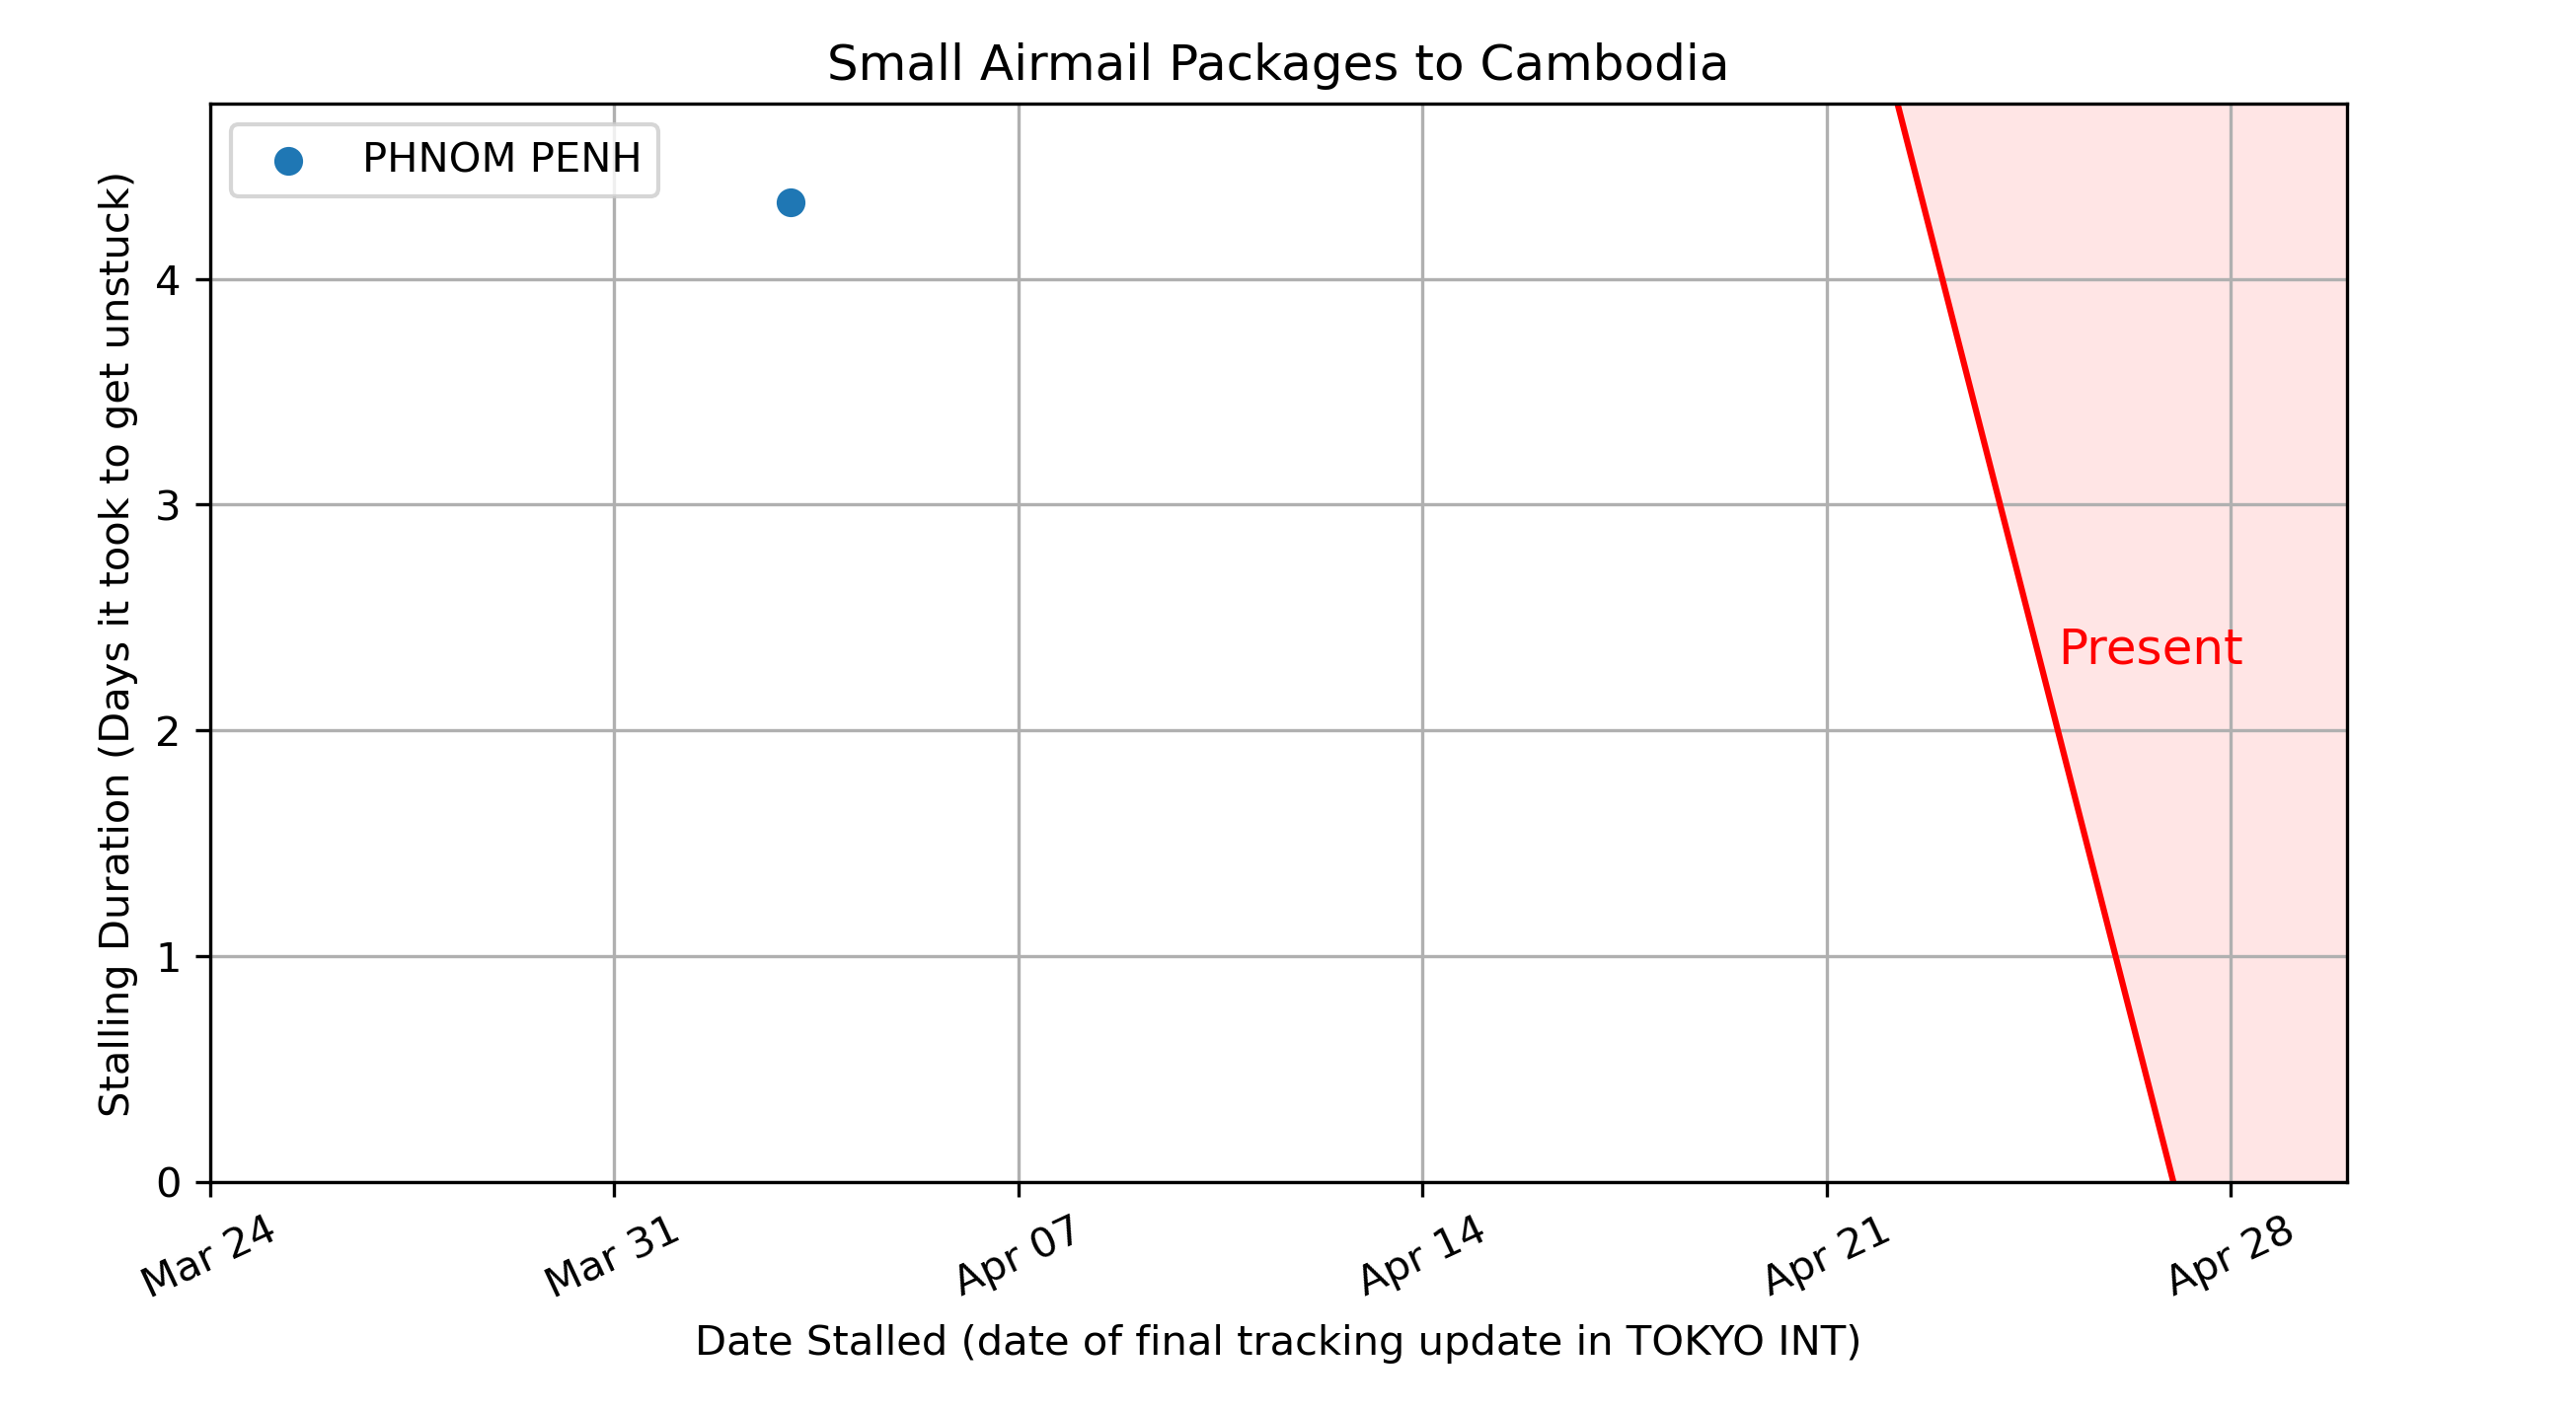 Small Airmail Packages to Cambodia
PHNOM PENH
Stalling Duration (Days it took to get unstuck)
4
3
2
1
0
Present
Mar 24
Mar 31
Apr 07
Apr 14
Apr 21
Apr 28
Date Stalled (date of final tracking update in TOKYO INT)